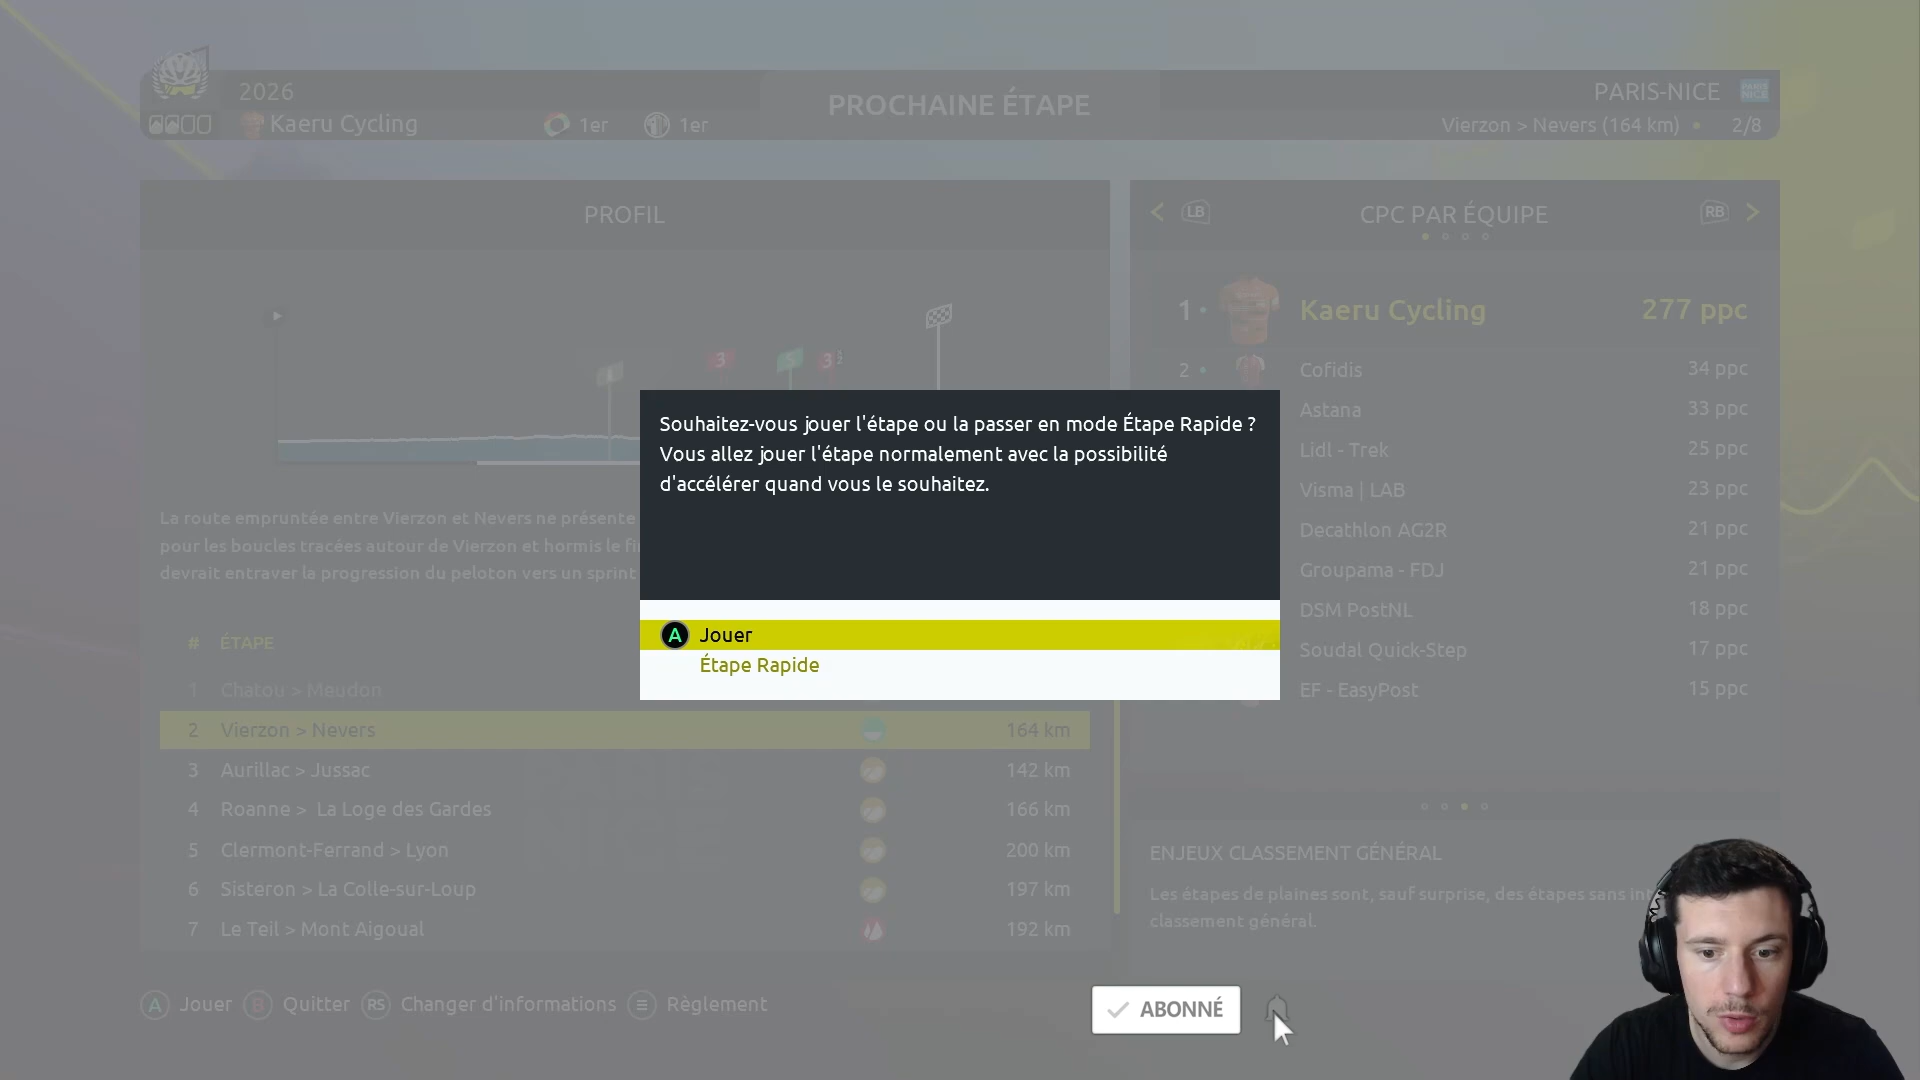 2026
Kaeru Cycling
1er
1er
PROCHAINE ÉTAPE
PARIS-NICE
PARIS NICE
Vierzon > Nevers (164 km) • 2/8
PROFIL
LB
CPC PAR ÉQUIPE
RB
1 • Kaeru Cycling 277 ppc
2 • Cofidis 34 ppc
Astana 33 ppc
Lidl - Trek 25 ppc
Visma | LAB 23 ppc
Decathlon AG2R 21 ppc
Groupama - FDJ 21 ppc
DSM PostNL 18 ppc
Soudal Quick-Step 17 ppc
EF - EasyPost 15 ppc
3
S
3
Souhaitez-vous jouer l'étape ou la passer en mode Étape Rapide ?
Vous allez jouer l'étape normalement avec la possibilité
d'accélérer quand vous le souhaitez.
A Jouer
Étape Rapide
La route empruntée entre Vierzon et Nevers ne présente
pour les boucles tracées autour de Vierzon et hormis le
devrait entraver la progression du peloton vers un sprint
# ÉTAPE
1 Chatou > Meudon
2 Vierzon > Nevers 164 km
3 Aurillac > Jussac 142 km
4 Roanne > La Loge des Gardes 166 km
5 Clermont-Ferrand > Lyon 200 km
6 Sisteron > La Colle-sur-Loup 197 km
7 Le Teil > Mont Aigoual 192 km
ENJEUX CLASSEMENT GÉNÉRAL
Les étapes de plaines sont, sauf surprise, des étapes sans
classement général.
A Jouer B Quitter RS Changer d'informations Règlement
ABONNÉ